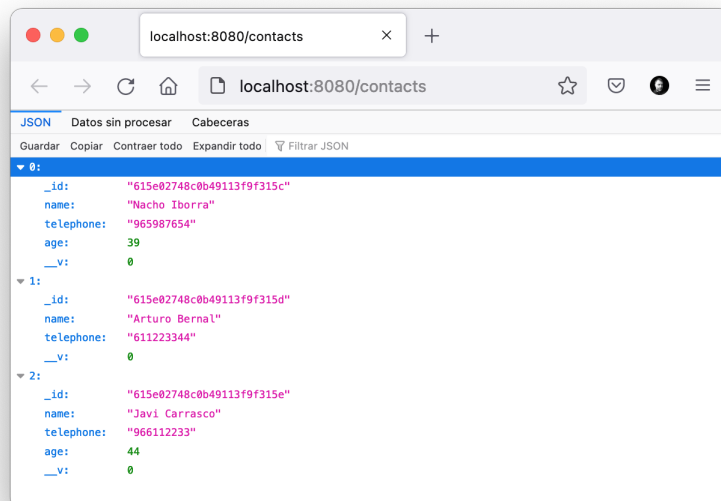 localhost:8080/contacts
localhost:8080/contacts
JSON Datos sin procesar Cabeceras
Guardar Copiar Contraer todo Expandir todo Filtrar JSON
0:
_id: "615e02748c0b49113f9f315c"
name: "Nacho Iborra"
telephone: "965987654"
age: 39
__v: 0
1:
_id: "615e02748c0b49113f9f315d"
name: "Arturo Bernal"
telephone: "611223344"
__v: 0
2:
_id: "615e02748c0b49113f9f315e"
name: "Javi Carrasco"
telephone: "966112233"
age: 44
__v: 0